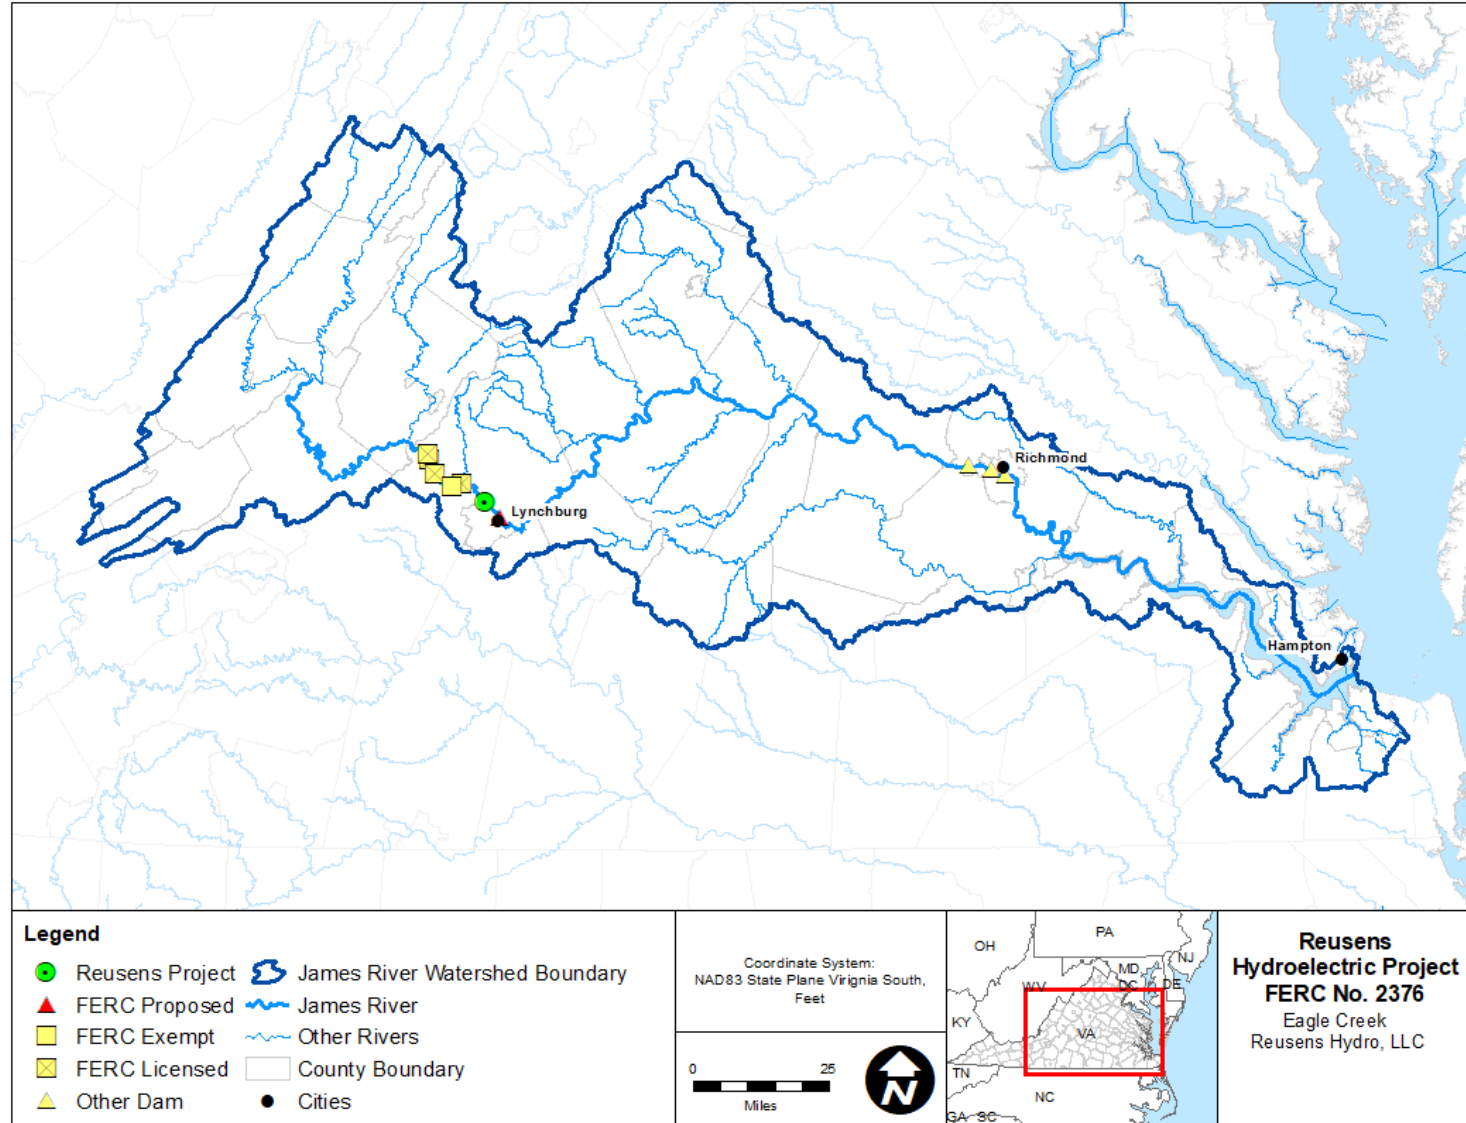 Richmond
Lynchburg
Hampton
Legend
Reusens Project
James River Watershed Boundary
FERC Proposed
James River
FERC Exempt
Other Rivers
FERC Licensed
County Boundary
Other Dam
Cities
Coordinate System:
NAD83 State Plane Virignia South,
Feet
0 25
Miles
N
PA
OH
NJ
MD
WV
DC
DE
KY
VA
TN
NC
GA
SC
Reusens
Hydroelectric Project
FERC No. 2376
Eagle Creek
Reusens Hydro, LLC